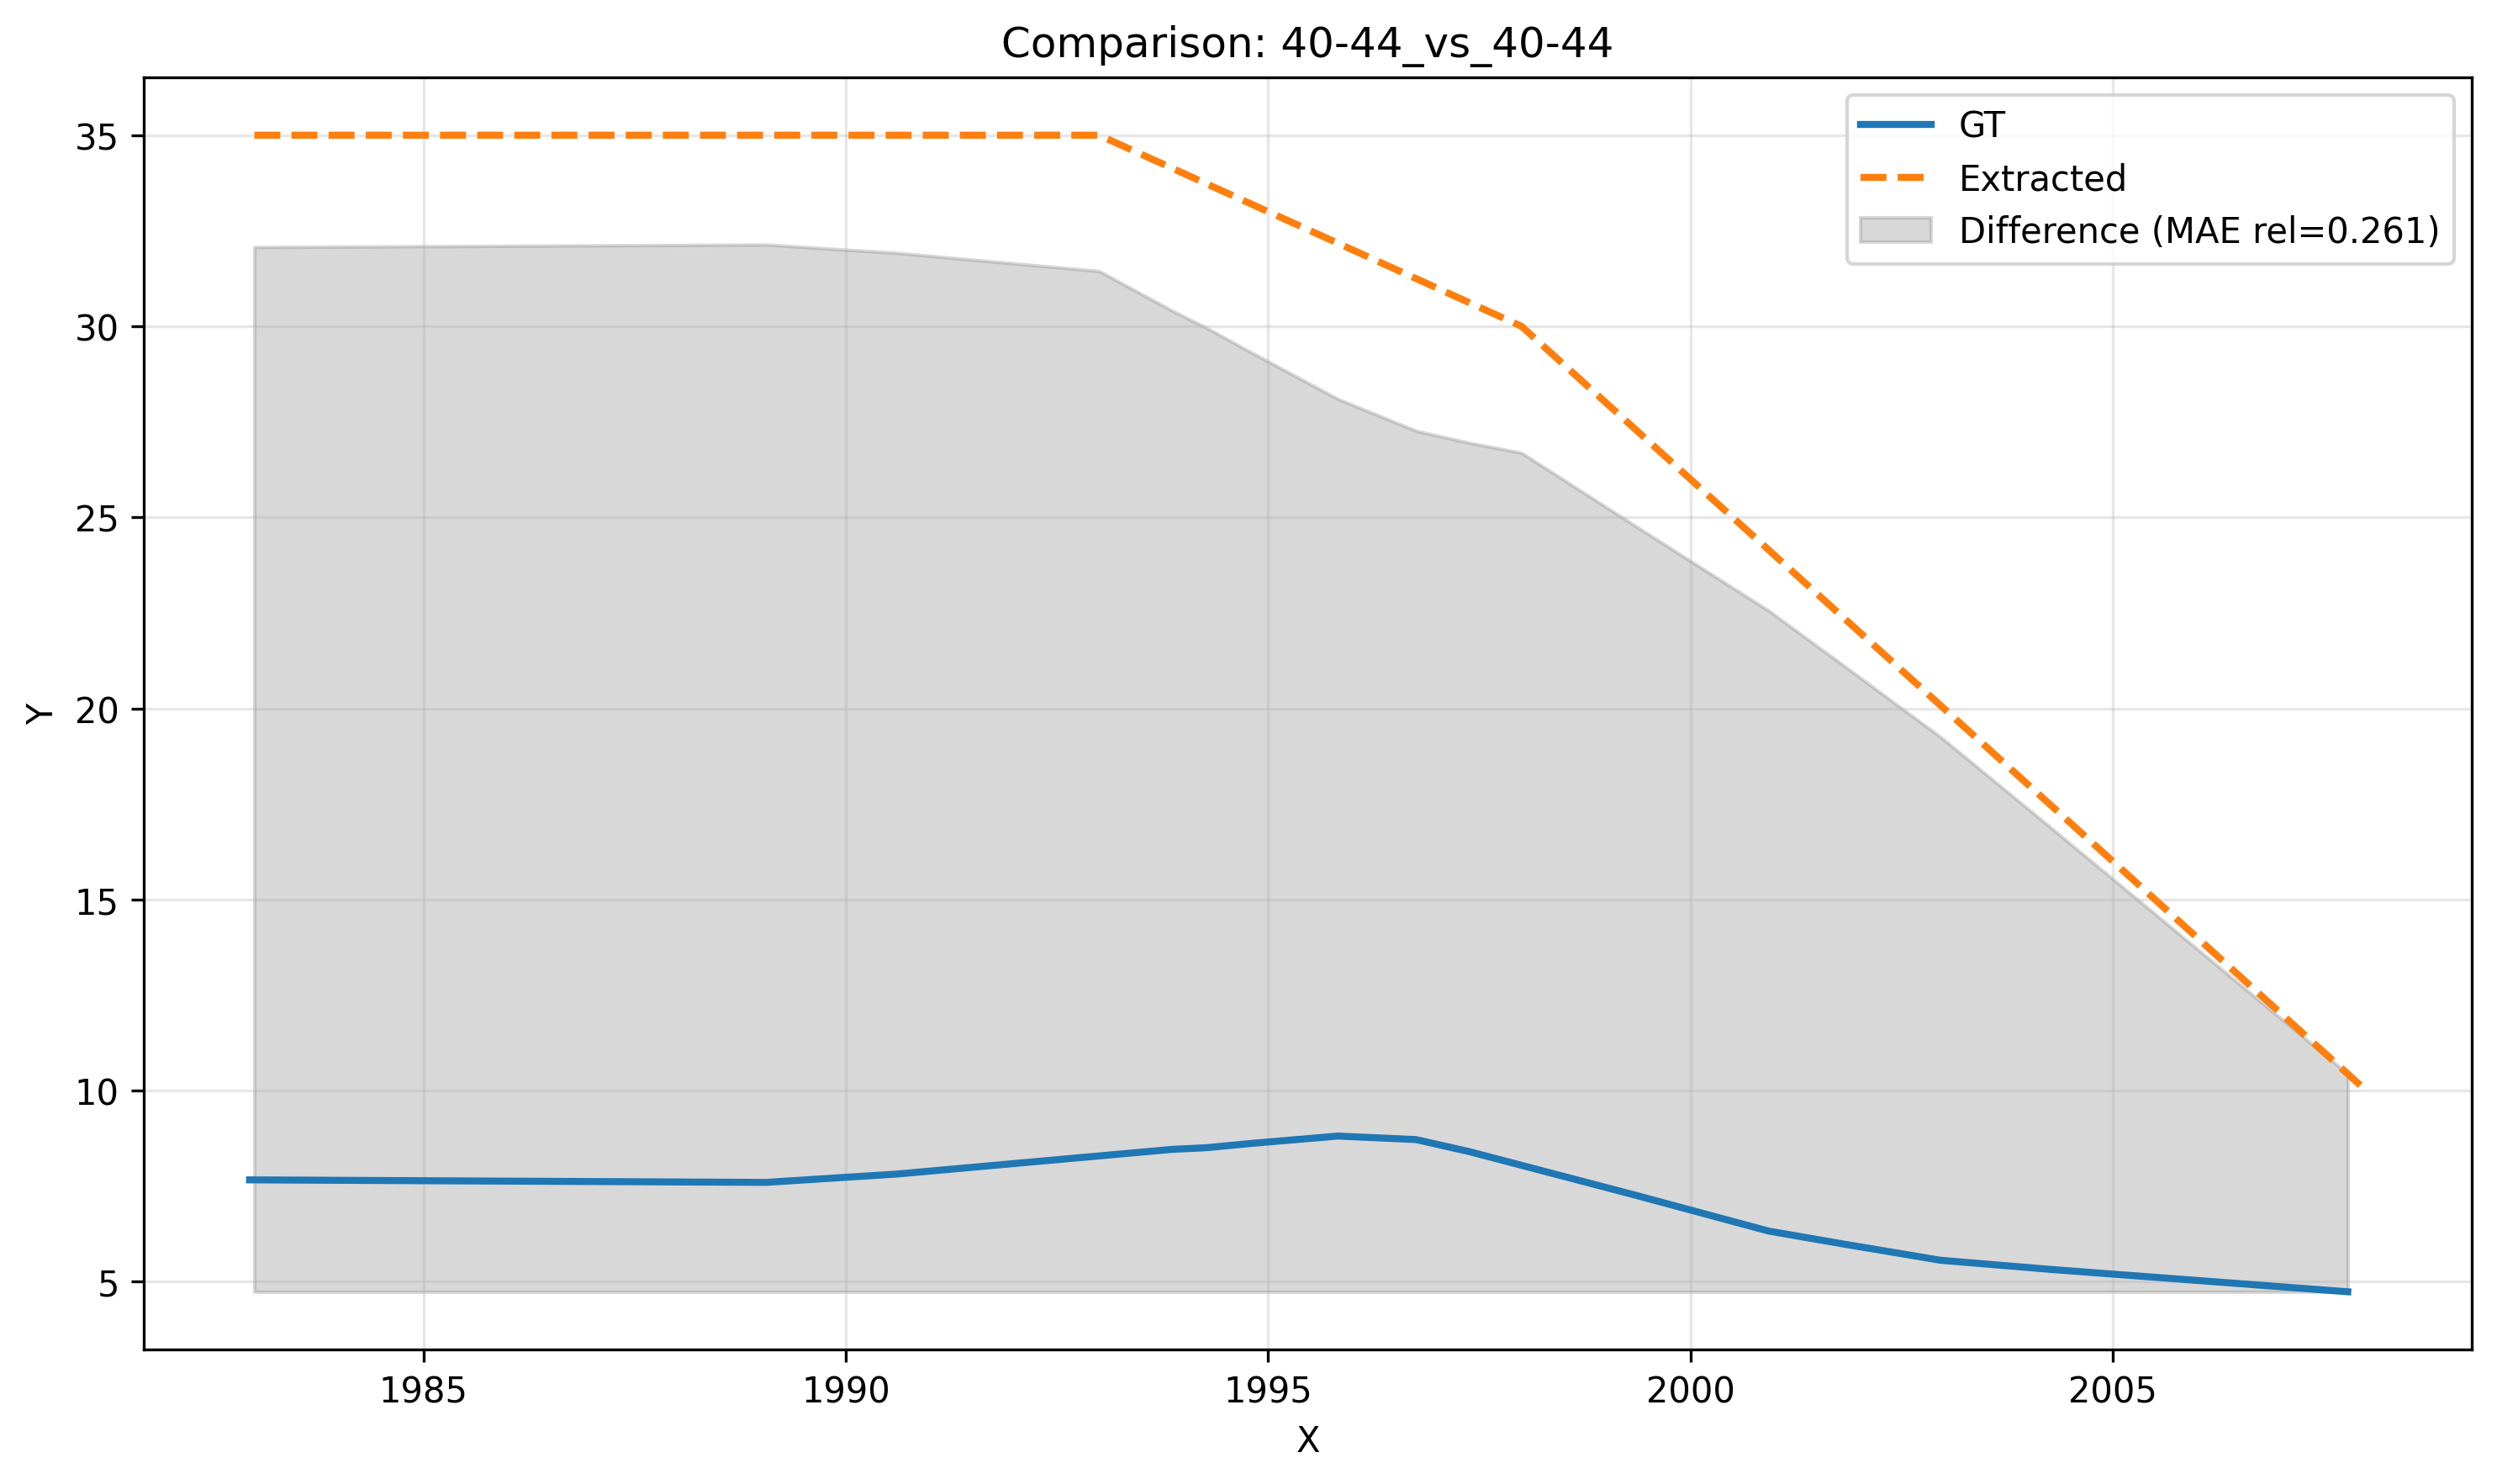 Comparison: 40-44_vs_40-44
GT
Extracted
Difference (MAE rel=0.261)
Y
35
30
25
20
15
10
5
1985
1990
1995
2000
2005
X